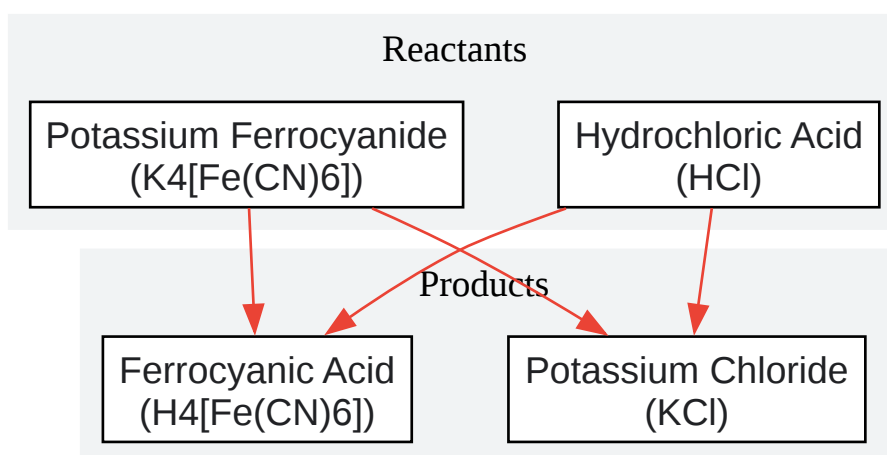 Reactants
Potassium Ferrocyanide
(K4[Fe(CN)6])
Hydrochloric Acid
(HCl)
Products
Ferrocyanic Acid
(H4[Fe(CN)6])
Potassium Chloride
(KCl)